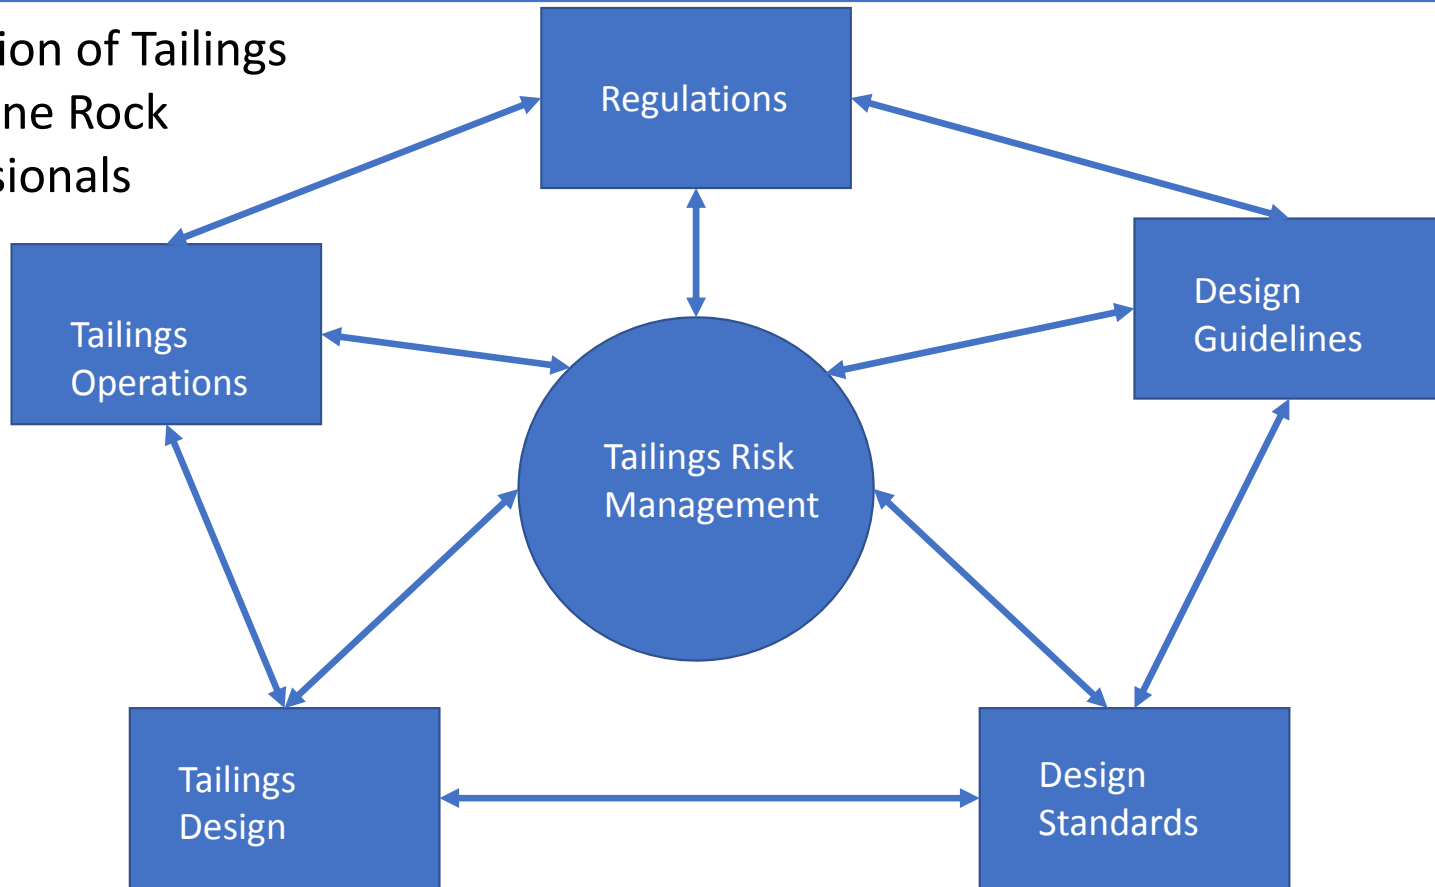 ion of Tailings
ne Rock
sionals
Regulations
Tailings
Operations
Design
Guidelines
Tailings Risk
Management
Tailings
Design
Design
Standards